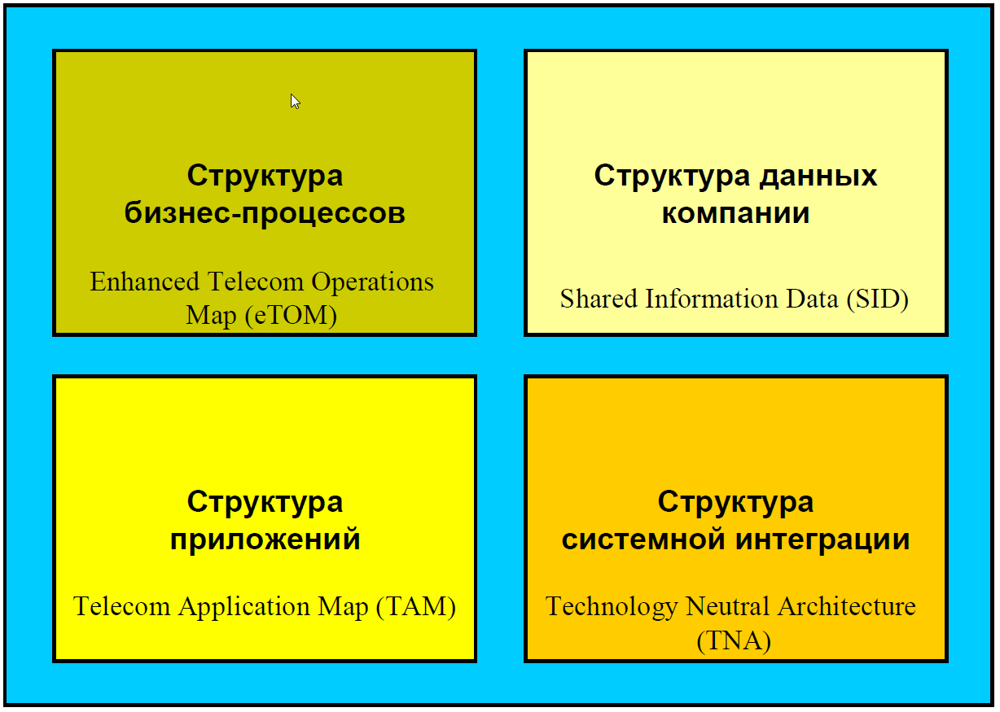 Структура
бизнес-процессов
Enhanced Telecom Operations
Map (eTOM)
Структура данных
компании
Shared Information Data (SID)
Структура
приложений
Telecom Application Map (TAM)
Структура
системной интеграции
Technology Neutral Architecture
(TNA)